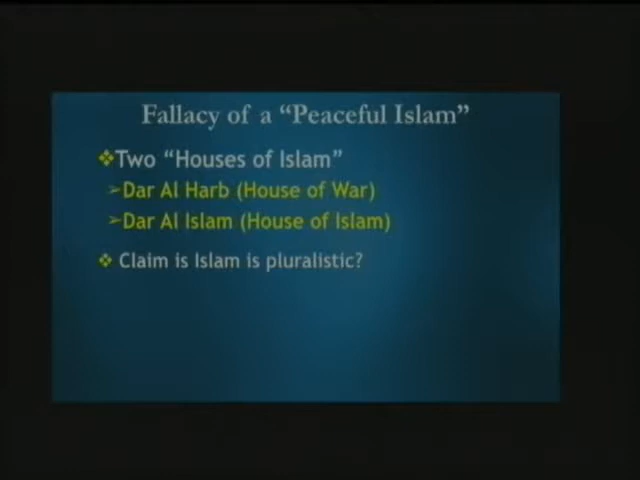 Fallacy of a “Peaceful Islam”
❖Two “Houses of Islam”
➢Dar Al Harb (House of War)
➢Dar Al Islam (House of Islam)
❖ Claim is Islam is pluralistic?